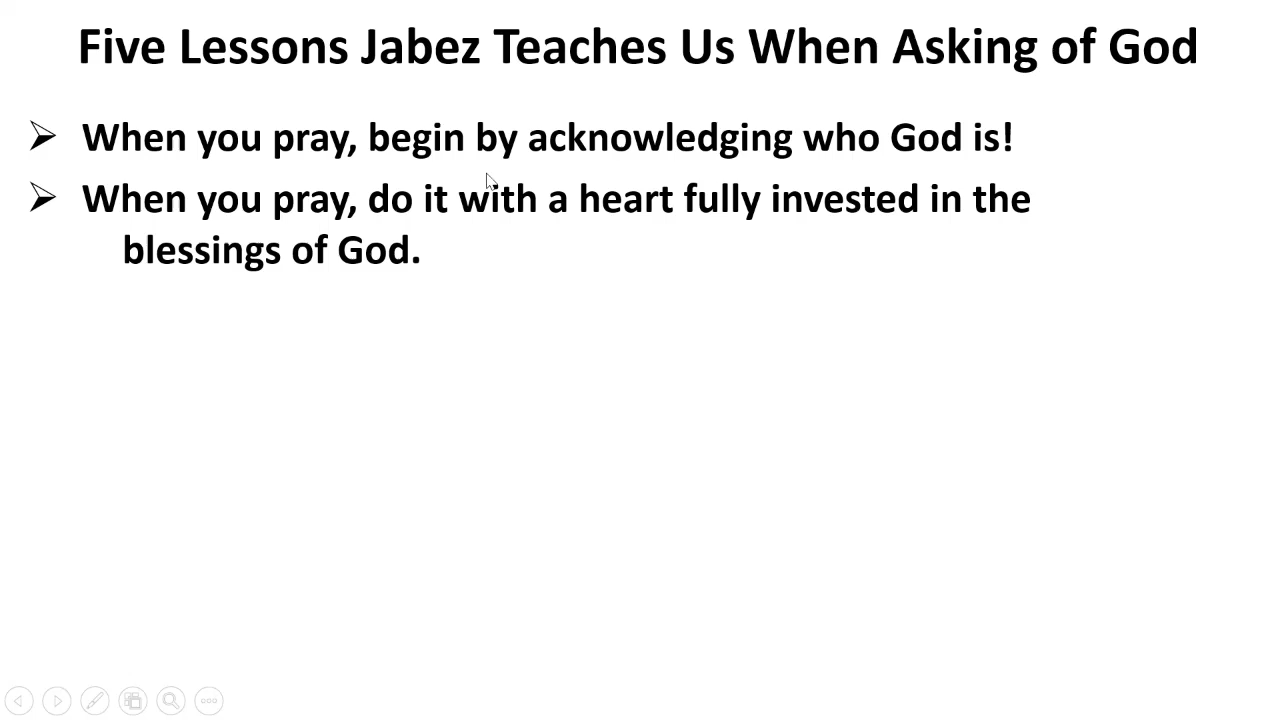 Five Lessons Jabez Teaches Us When Asking of God
➢ When you pray, begin by acknowledging who God is!
➢ When you pray, do it with a heart fully invested in the
blessings of God.